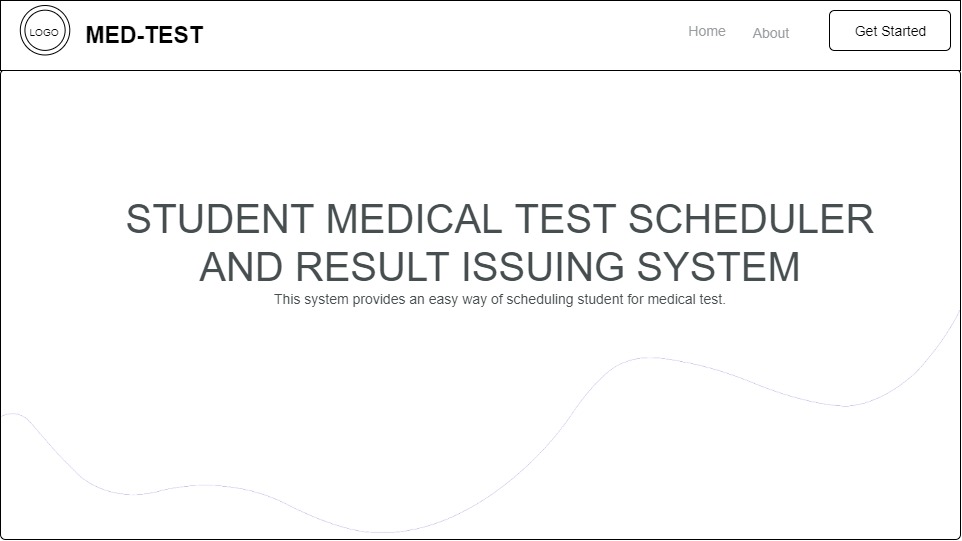 LOGO
MED-TEST
Home
About
Get Started
STUDENT MEDICAL TEST SCHEDULER
AND RESULT ISSUING SYSTEM
This system provides an easy way of scheduling student for medical test.